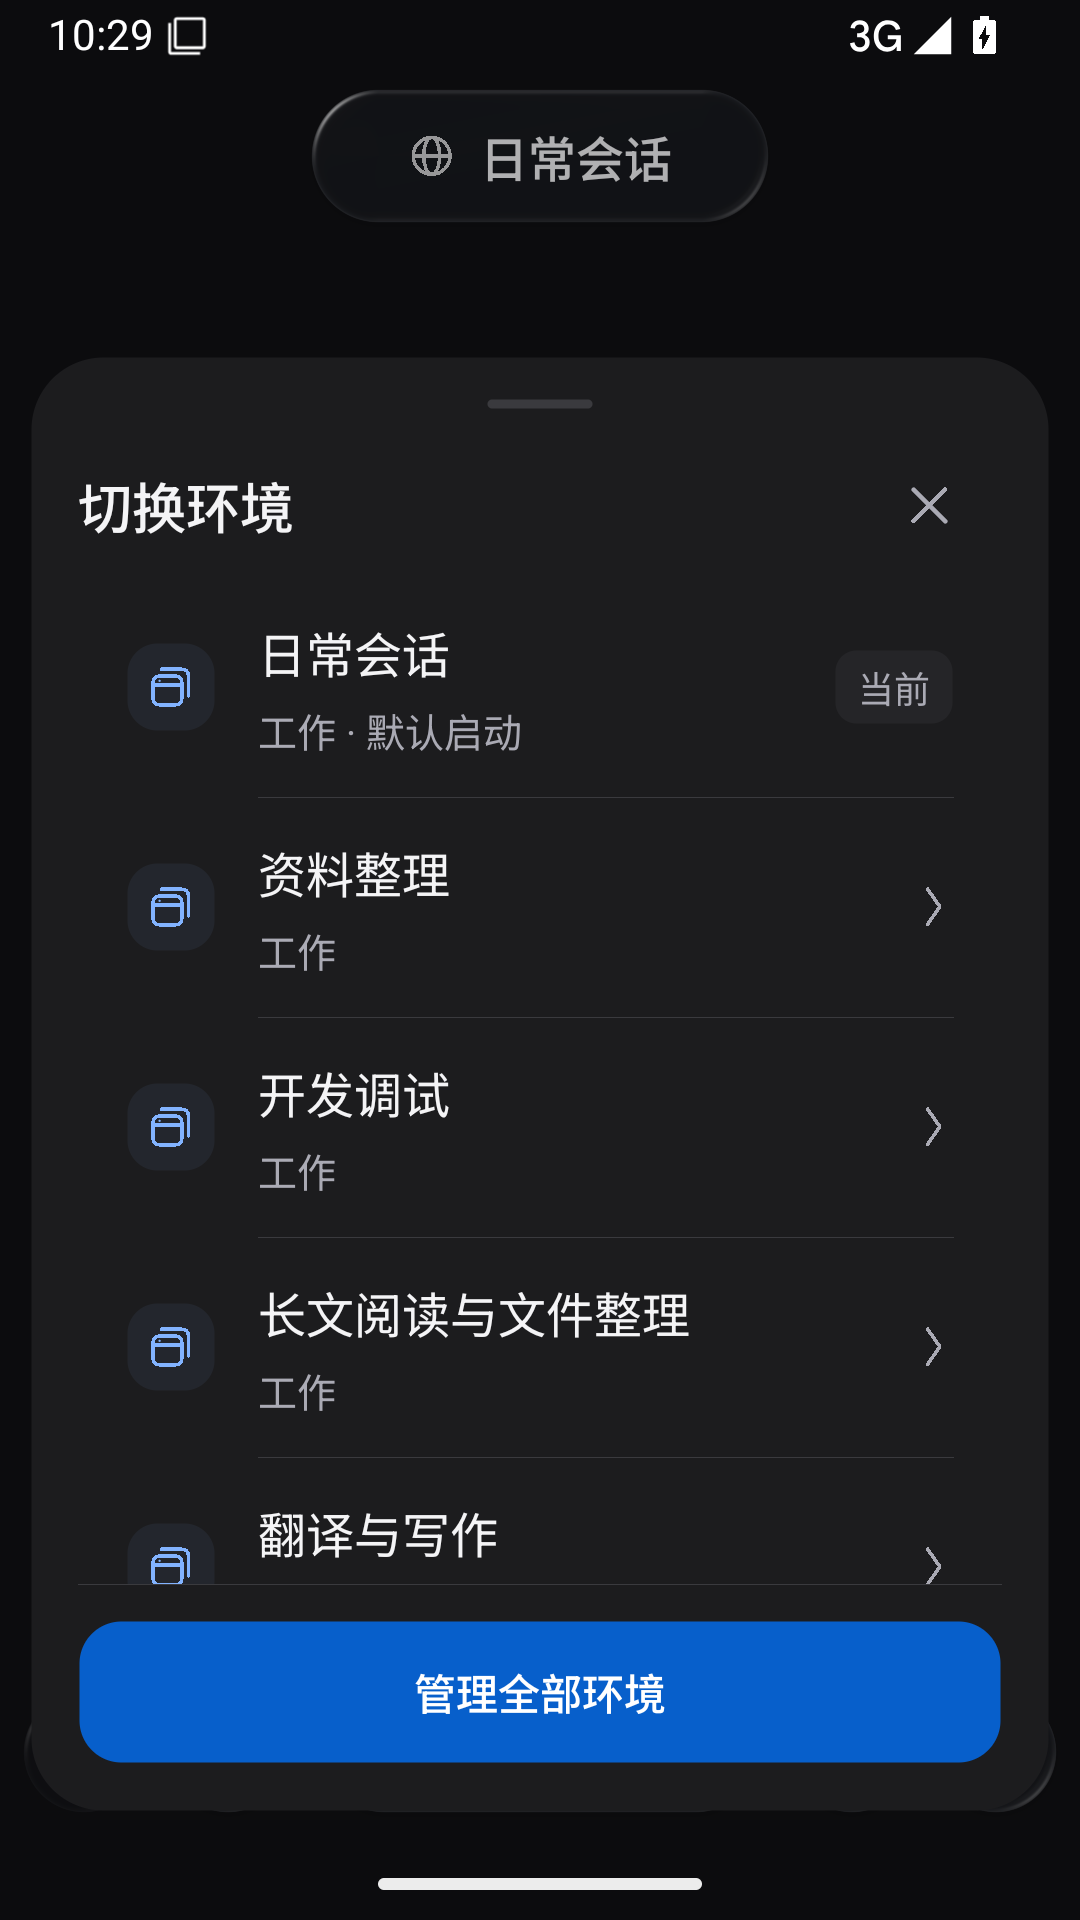 10:29
3G
日常会话
切换环境
日常会话
当前
工作 · 默认启动
资料整理
工作
开发调试
工作
长文阅读与文件整理
工作
翻译与写作
管理全部环境